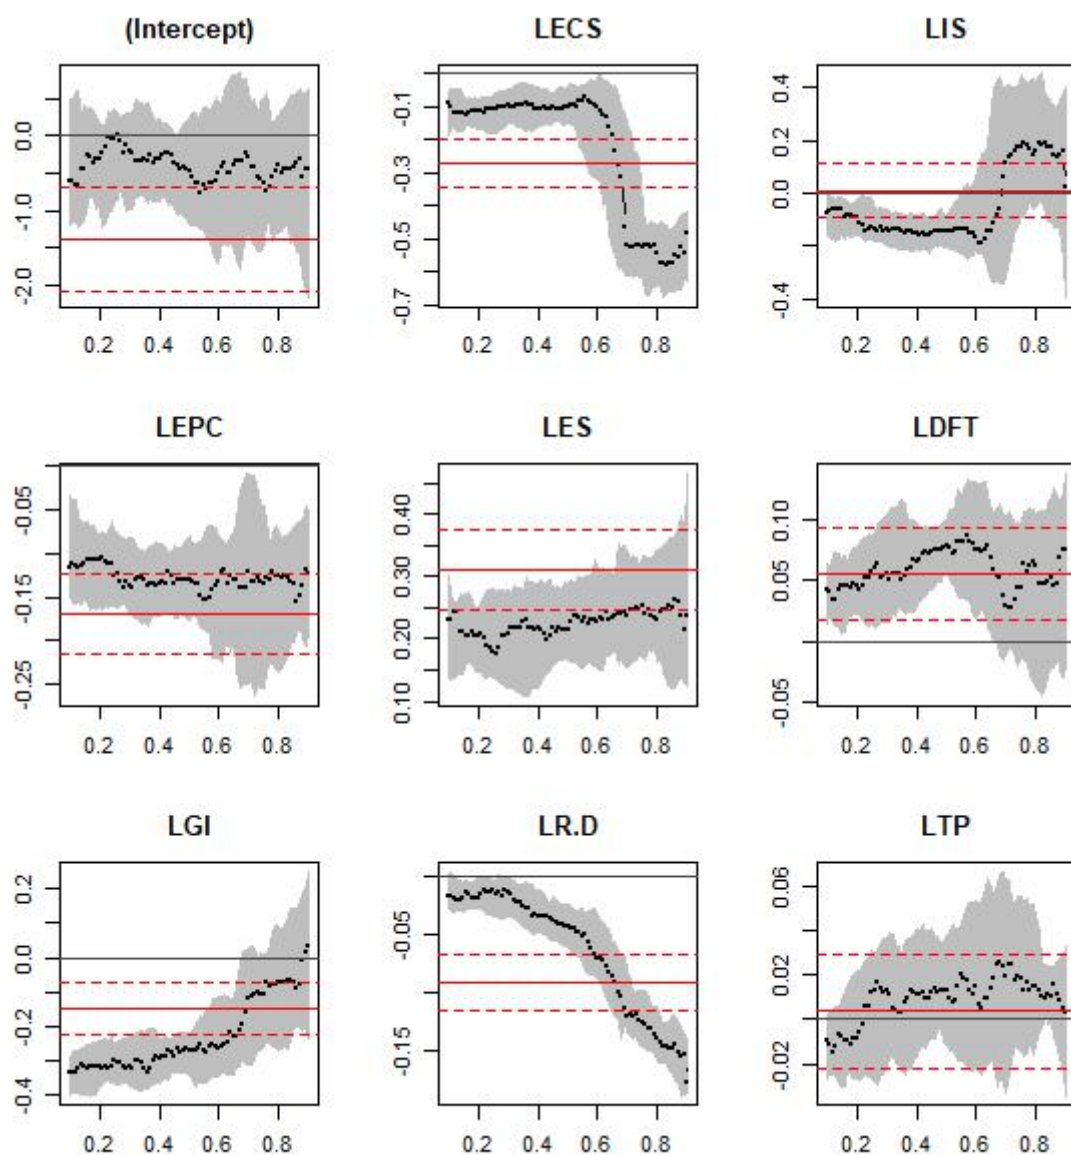 (Intercept) LECS LIS
0.0 -1.0 -2.0
-0.1 -0.3 -0.5 -0.7
0.4 0.2 0.0 -0.4
0.2 0.4 0.6 0.8 0.2 0.4 0.6 0.8 0.2 0.4 0.6 0.8
LEPC LES LDFT
-0.05 -0.15 -0.25
0.40 0.30 0.20 0.10
0.10 0.05 -0.05
0.2 0.4 0.6 0.8 0.2 0.4 0.6 0.8 0.2 0.4 0.6 0.8
LGI LR.D LTP
0.2 0.0 -0.2 -0.4
-0.05 -0.15
0.06 0.02 -0.02
0.2 0.4 0.6 0.8 0.2 0.4 0.6 0.8 0.2 0.4 0.6 0.8